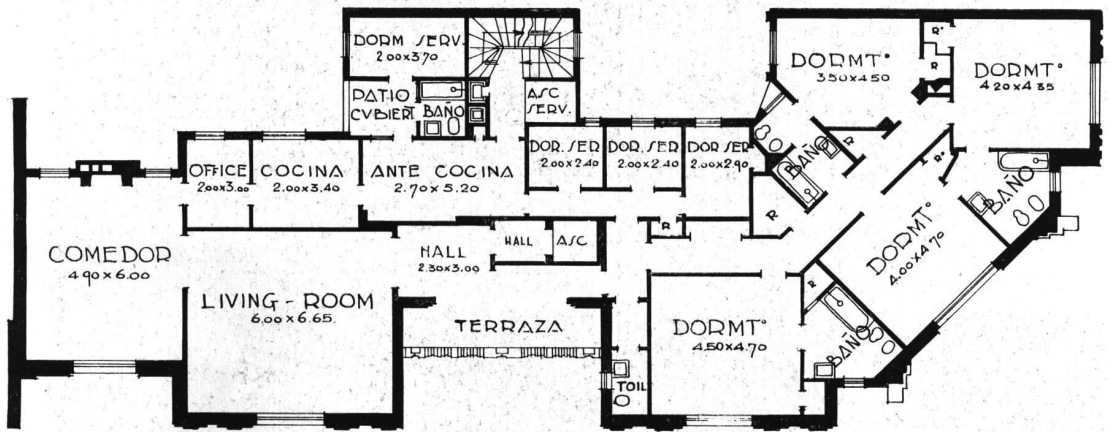 DORM SERV.
2.00x3.70
PATIO
CVBIERT
BAÑO
ASC
SERV.
DORMT°
3.50x4.50
R°
R
DORMT°
4.20x4.35
OFFICE
2.00x3.00
COCINA
2.00x3.40
ANTE COCINA
2.70x5.20
DOR. SER
2.00x2.40
DOR. SER
2.00x2.40
DOR SER
2.00x2.90
BAÑO
R
R°
BAÑO
COMEDOR
4.90x6.00
HALL
2.30x3.00
HALL
ASC
R
R
DORMT°
4.00x4.70
LIVING-ROOM
6.00x6.65.
TERRAZA
DORMT°
4.50x4.70
R
BAÑO
TOIL